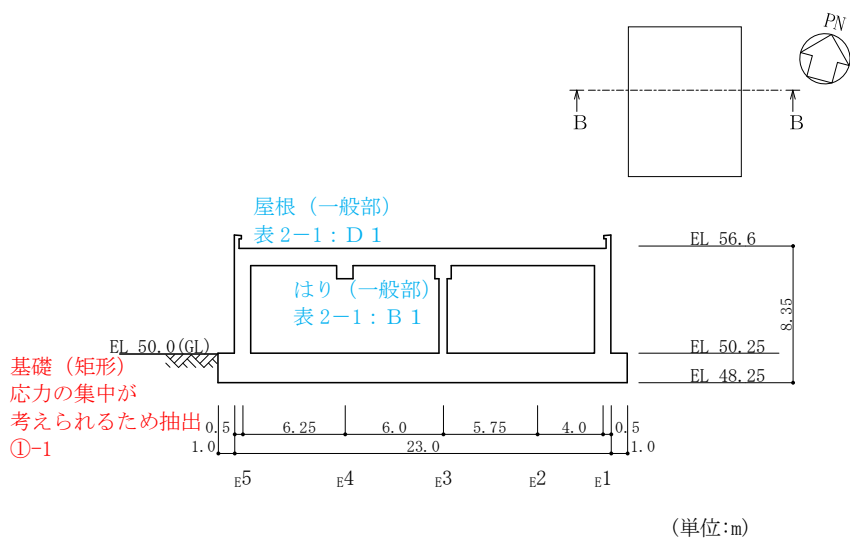 PN
B
B
屋根（一般部）
表2－1：D1
EL 56.6
はり（一般部）
表2－1：B1
8.35
EL 50.0(GL)
EL 50.25
基礎（矩形）
応力の集中が
考えられるため抽出
①-1
EL 48.25
0.5 6.25 6.0 5.75 4.0 0.5
1.0 23.0 1.0
E5 E4 E3 E2 E1
(単位:m)